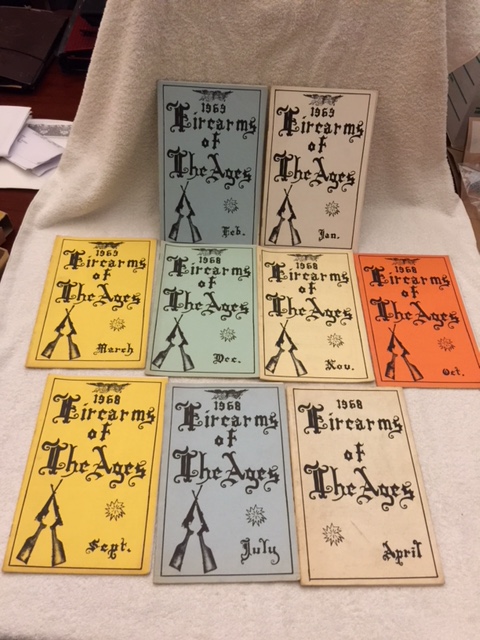 1969
Firearms
of
The Ages
Feb.
1969
Firearms
of
The Ages
Jan.
1969
Firearms
of
The Ages
March
1968
Firearms
of
The Ages
Dec.
1968
Firearms
of
The Ages
Nov.
1968
Firearms
of
The Ages
Oct.
1968
Firearms
of
The Ages
Sept.
1968
Firearms
of
The Ages
July
1968
Firearms
of
The Ages
April